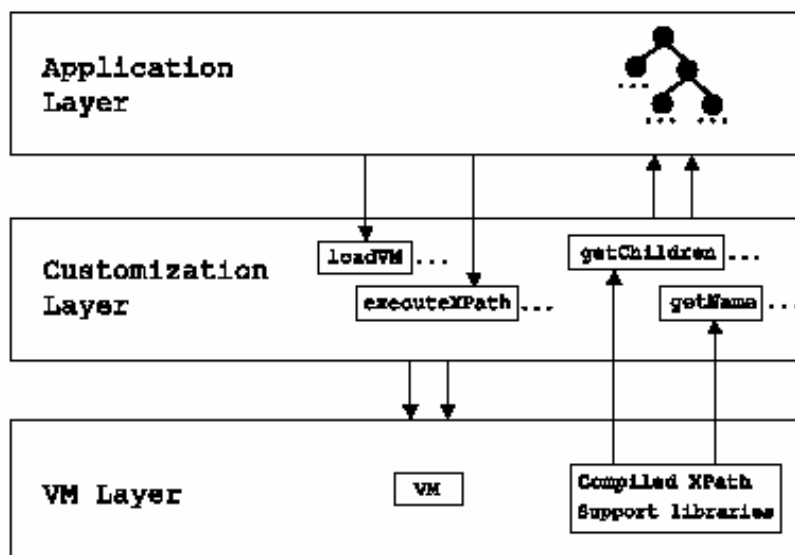 Application
Layer
... 
... ...
Customization
Layer
loadVM ...
getChildren ...
executeXPath ...
getName ...
VM Layer
VM
Compiled XPath
Support libraries